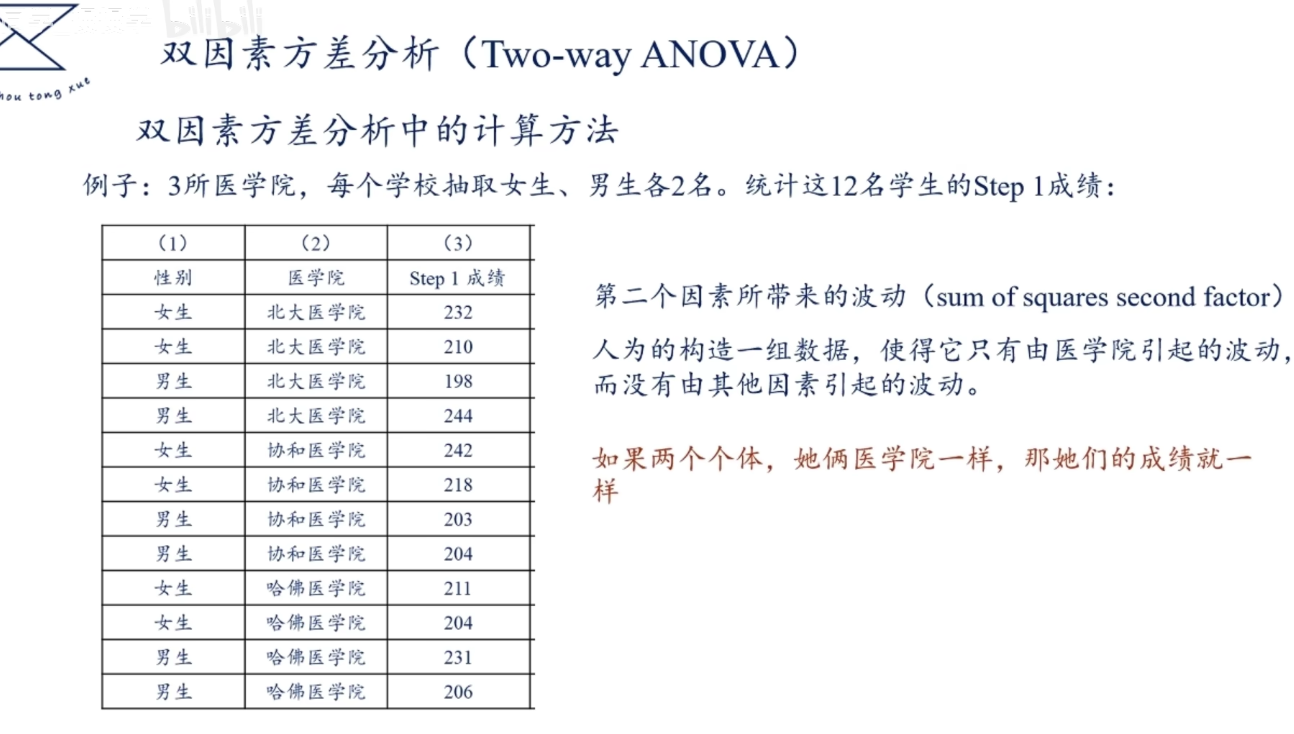 bilibili
双因素方差分析（Two-way ANOVA）
hou tong xue
双因素方差分析中的计算方法
例子：3所医学院，每个学校抽取女生、男生各2名。统计这12名学生的Step 1成绩：
（1） （2） （3）
性别 医学院 Step 1 成绩
女生 北大医学院 232
女生 北大医学院 210
男生 北大医学院 198
男生 北大医学院 244
女生 协和医学院 242
女生 协和医学院 218
男生 协和医学院 203
男生 协和医学院 204
女生 哈佛医学院 211
女生 哈佛医学院 204
男生 哈佛医学院 231
男生 哈佛医学院 206
第二个因素所带来的波动（sum of squares second factor）
人为的构造一组数据，使得它只有由医学院引起的波动，
而没有由其他因素引起的波动。
如果两个个体，她俩医学院一样，那她们的成绩就一
样